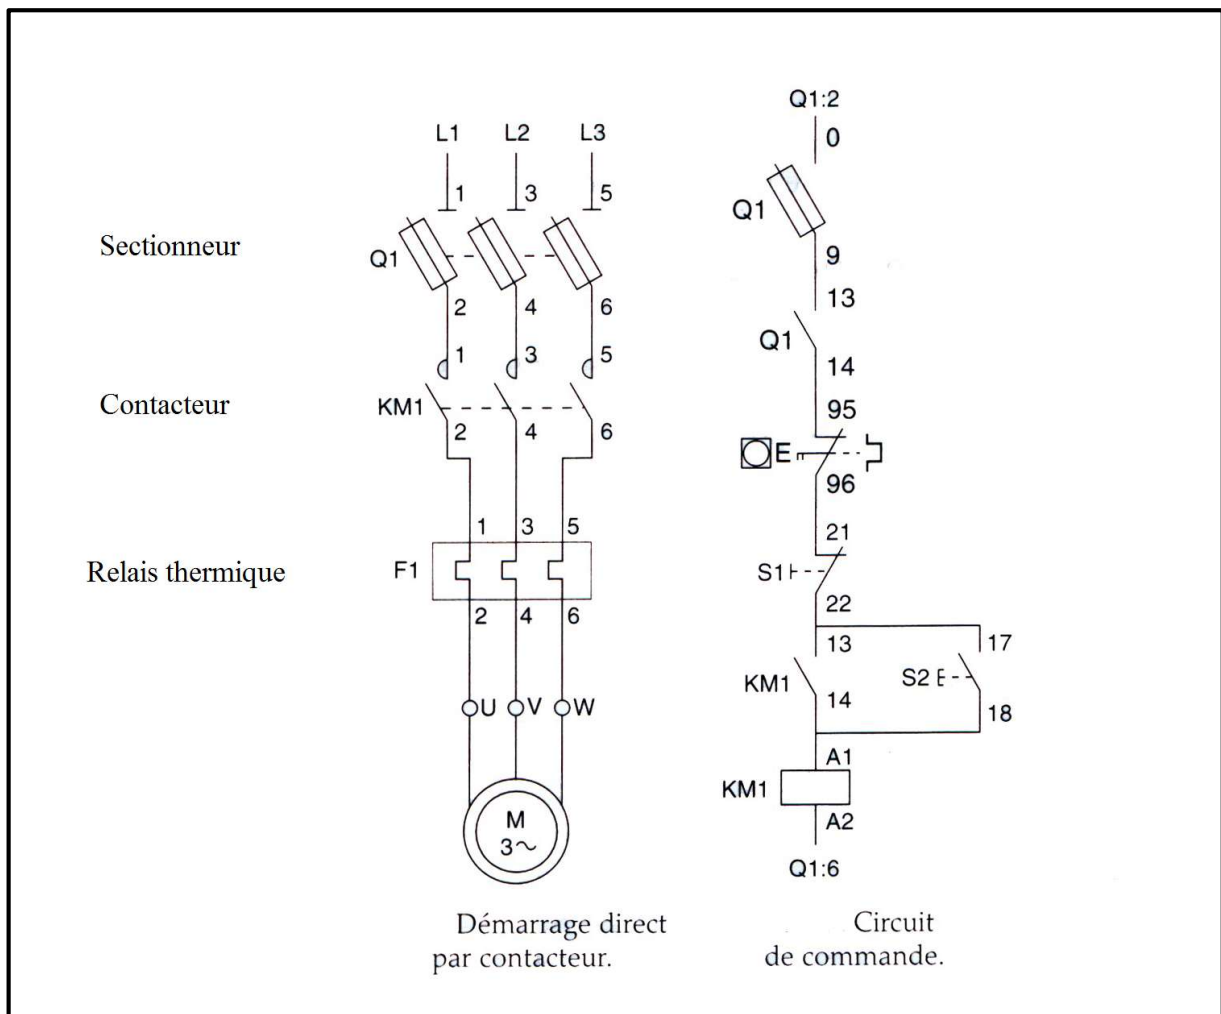 L1 L2 L3
1 3 5
Sectionneur
Q1
2 4 6
1 3 5
Contacteur
KM1
2 4 6
1 3 5
Relais thermique
F1
2 4 6
U V W
M
3~
Démarrage direct
par contacteur.
Q1:2
0
Q1
9
13
Q1
14
95
E
96
21
S1
22
13 17
KM1 S2
14 18
A1
KM1
A2
Q1:6
Circuit
de commande.